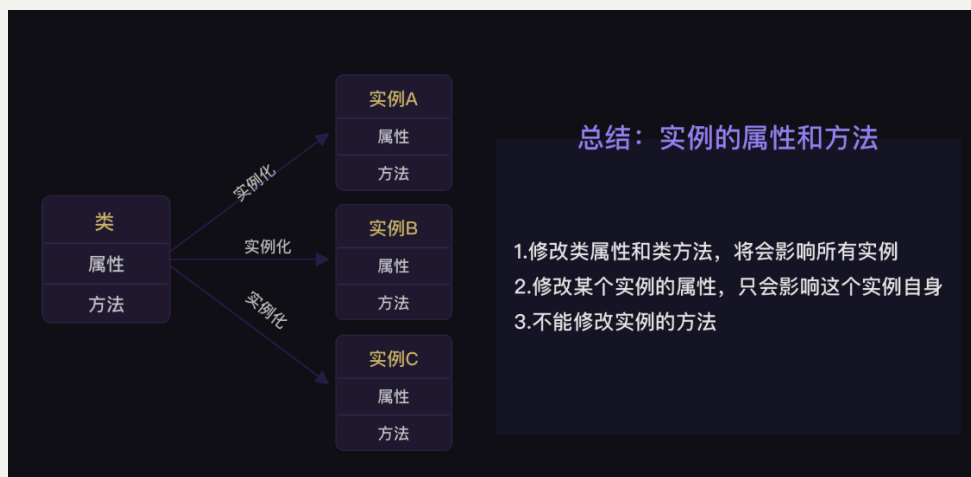 类
属性
方法
实例化
实例化
实例化
实例A
属性
方法
实例B
属性
方法
实例C
属性
方法
总结：实例的属性和方法
1.修改类属性和类方法，将会影响所有实例
2.修改某个实例的属性，只会影响这个实例自身
3.不能修改实例的方法